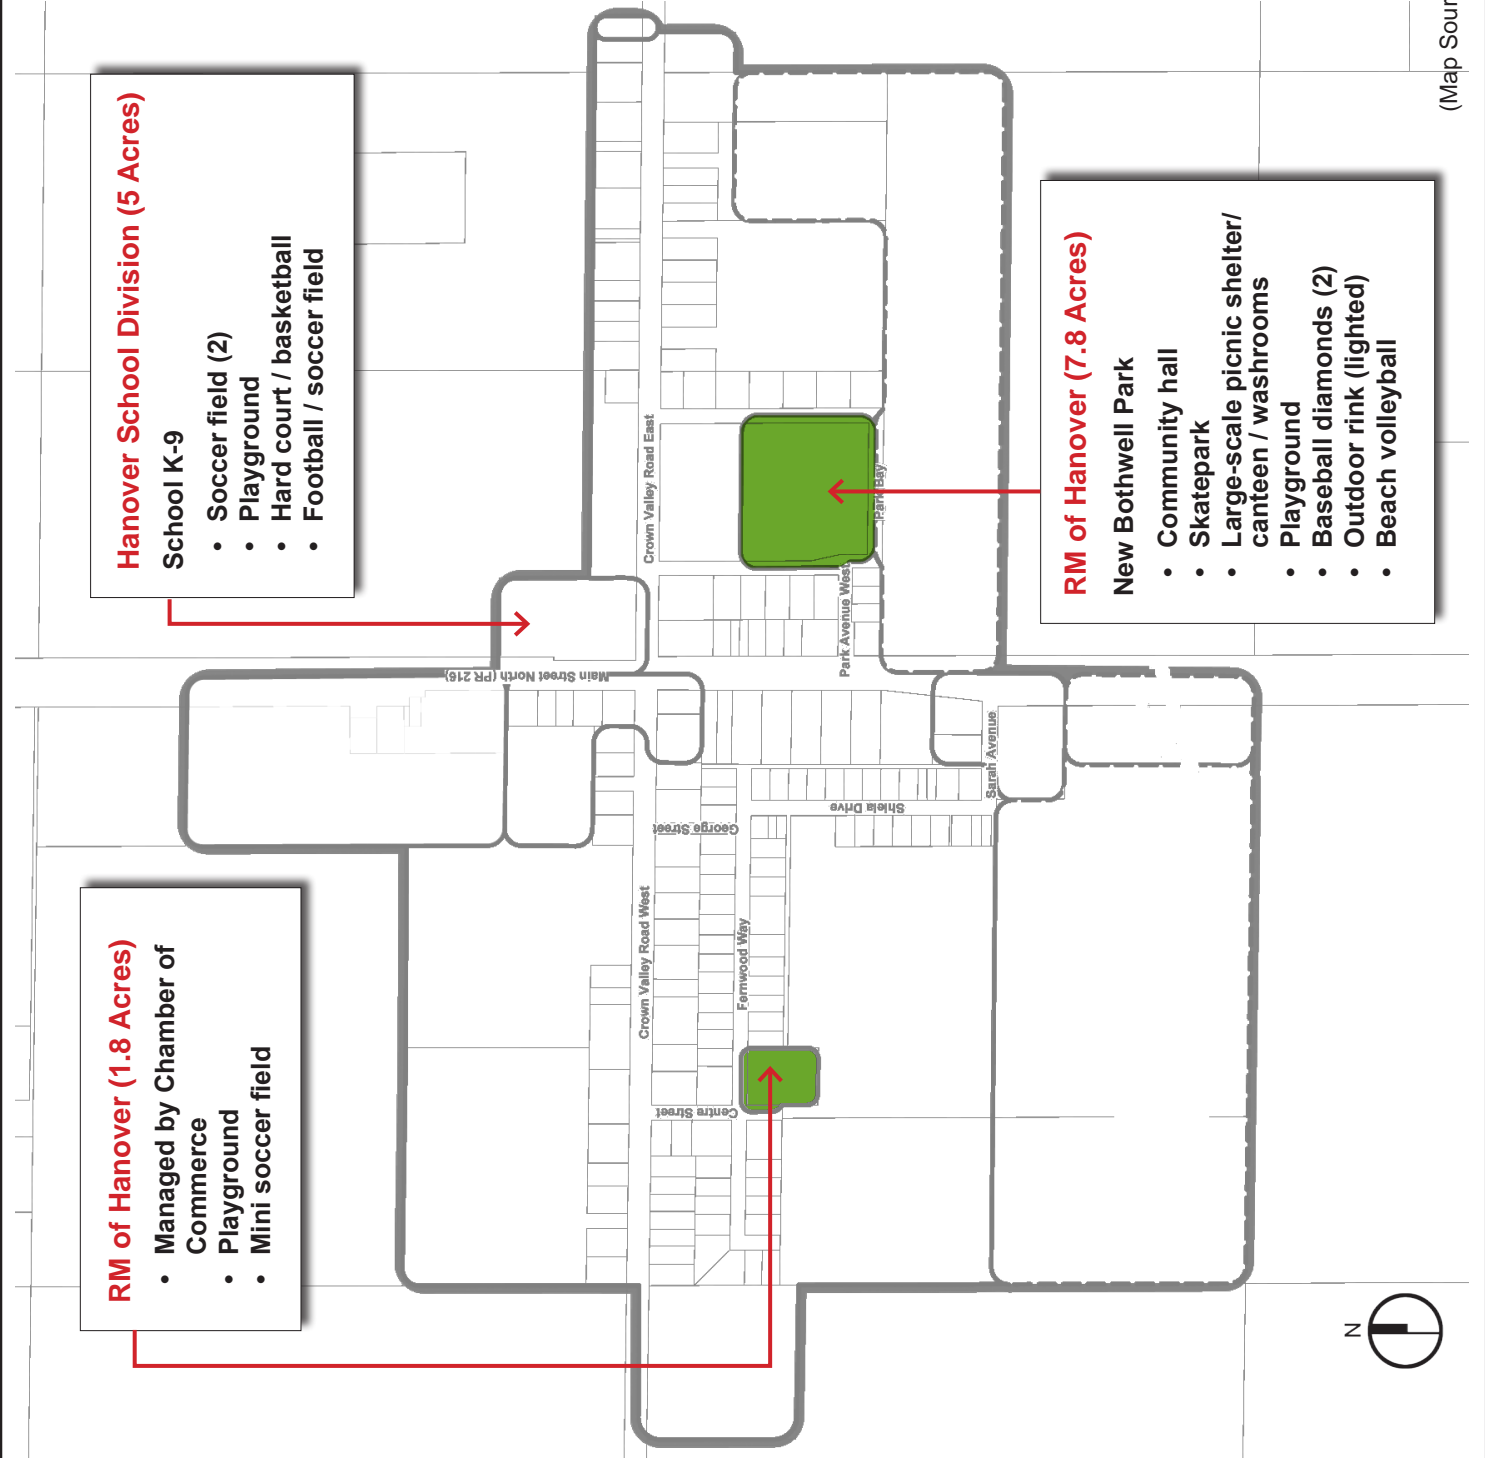 RM of Hanover (1.8 Acres)
• Managed by Chamber of
Commerce
• Playground
• Mini soccer field
Hanover School Division (5 Acres)
School K-9
• Soccer field (2)
• Playground
• Hard court / basketball
• Football / soccer field
Main Street North (PR 216)
Crown Valley Road West
Crown Valley Road East
George Street
Centre Street
Fernwood Way
Shiela Drive
Sarah Avenue
Park Avenue West
Park Bay
RM of Hanover (7.8 Acres)
New Bothwell Park
• Community hall
• Skatepark
• Large-scale picnic shelter/
canteen / washrooms
• Playground
• Baseball diamonds (2)
• Outdoor rink (lighted)
• Beach volleyball
N
(Map Sour